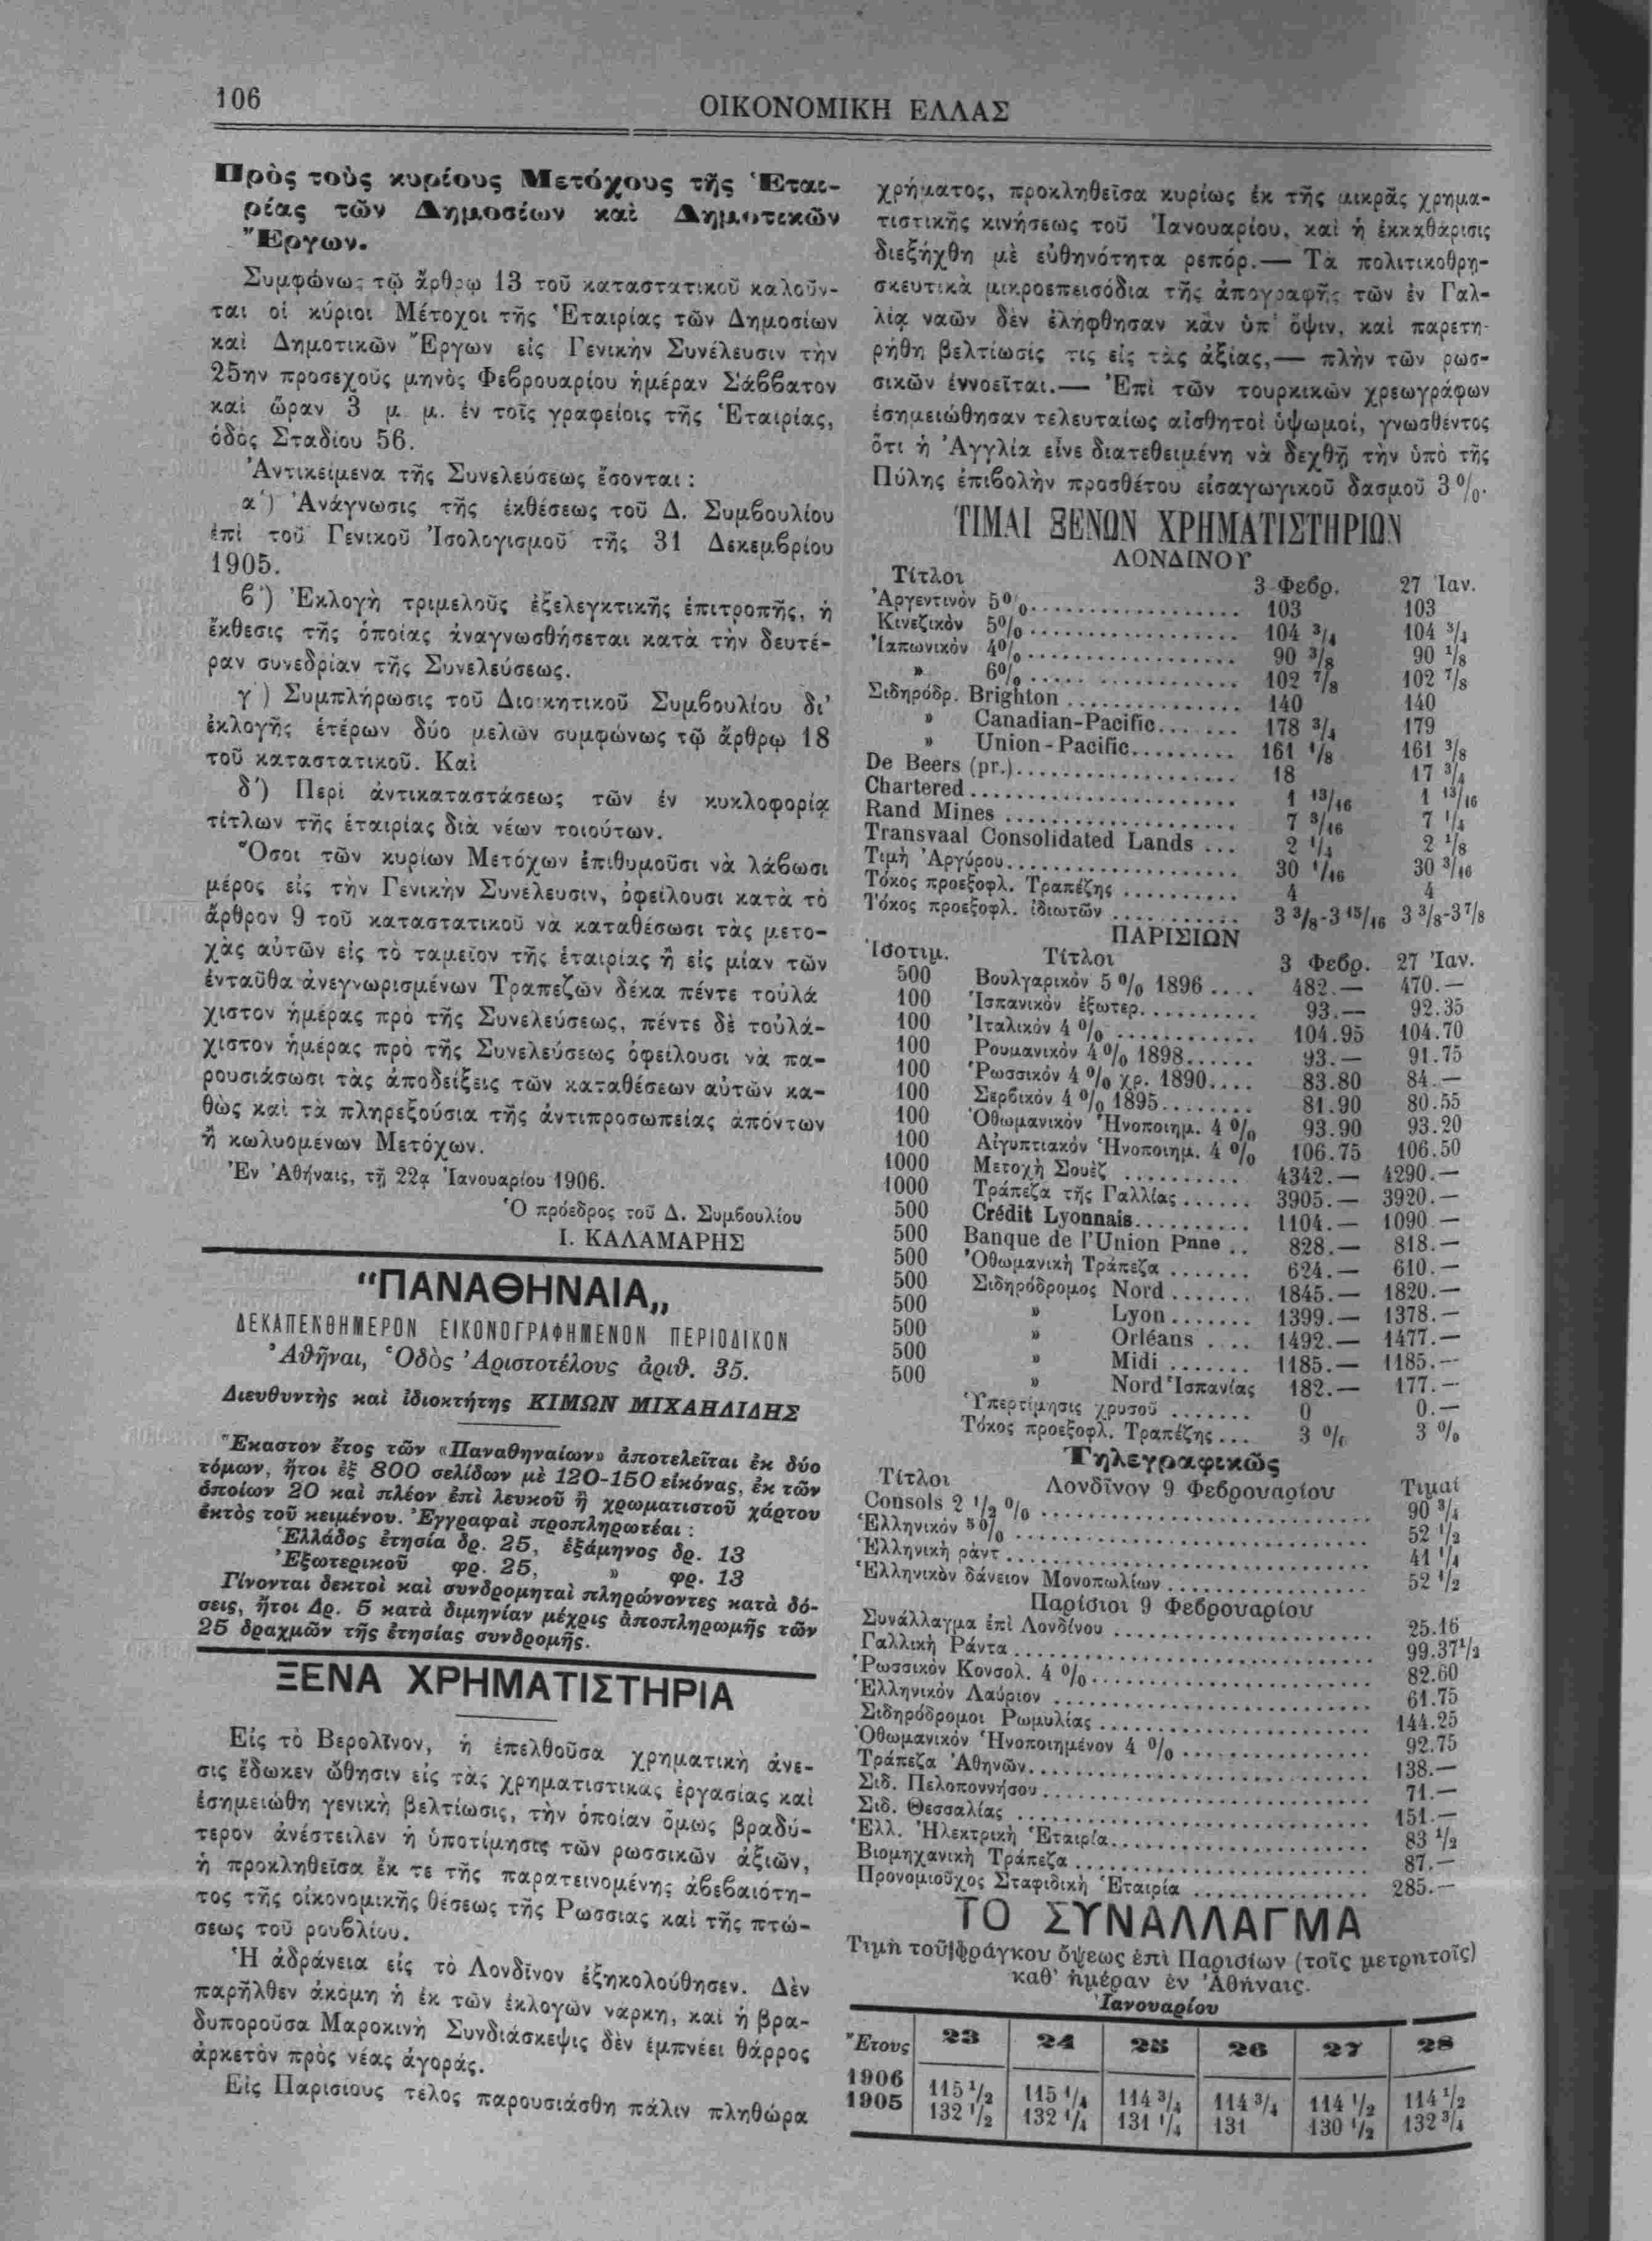 106
ΟΙΚΟΝΟΜΙΚΗ ΕΛΛΑΣ
Πρὸς τοὺς κυρίους Μετόχους τῆς Ἑται-
ρίας τῶν Δημοσίων καὶ Δημοτικῶν
Ἔργων.
Συμφώνως τῷ ἄρθρῳ 13 τοῦ καταστατικοῦ καλοῦν-
ται οἱ κύριοι Μέτοχοι τῆς Ἑταιρίας τῶν Δημοσίων
καὶ Δημοτικῶν Ἔργων εἰς Γενικὴν Συνέλευσιν τὴν
25ην προσεχοῦς μηνὸς Φεβρουαρίου ἡμέραν Σάββατον
καὶ ὥραν 3 μ. μ. ἐν τοῖς γραφείοις τῆς Ἑταιρίας,
ὁδὸς Σταδίου 56.
Ἀντικείμενα τῆς Συνελεύσεως ἔσονται :
α΄) Ἀνάγνωσις τῆς ἐκθέσεως τοῦ Δ. Συμβουλίου
ἐπὶ τοῦ Γενικοῦ Ἰσολογισμοῦ τῆς 31 Δεκεμβρίου
1905.
β΄) Ἐκλογὴ τριμελοῦς ἐξελεγκτικῆς ἐπιτροπῆς, ἡ
ἔκθεσις τῆς ὁποίας ἀναγνωσθήσεται κατὰ τὴν δευτέ-
ραν συνεδρίαν τῆς Συνελεύσεως.
γ΄) Συμπλήρωσις τοῦ Διοικητικοῦ Συμβουλίου δι'
ἐκλογῆς ἑτέρων δύο μελῶν συμφώνως τῷ ἄρθρῳ 18
τοῦ καταστατικοῦ. Καὶ
δ΄) Περὶ ἀντικαταστάσεως τῶν ἐν κυκλοφορίᾳ
τίτλων τῆς ἑταιρίας διὰ νέων τοιούτων.
Ὅσοι τῶν κυρίων Μετόχων ἐπιθυμοῦσι νὰ λάβωσι
μέρος εἰς τὴν Γενικὴν Συνέλευσιν, ὀφείλουσι κατὰ τὸ
ἄρθρον 9 τοῦ καταστατικοῦ νὰ καταθέσωσι τὰς μετο-
χὰς αὐτῶν εἰς τὸ ταμεῖον τῆς ἑταιρίας ἢ εἰς μίαν τῶν
ἐνταῦθα ἀνεγνωρισμένων Τραπεζῶν δέκα πέντε τοὐλά
χιστον ἡμέρας πρὸ τῆς Συνελεύσεως, πέντε δὲ τοὐλά-
χιστον ἡμέρας πρὸ τῆς Συνελεύσεως ὀφείλουσι νὰ πα-
ρουσιάσωσι τὰς ἀποδείξεις τῶν καταθέσεων αὐτῶν κα-
θὼς καὶ τὰ πληρεξούσια τῆς ἀντιπροσωπείας ἀπόντων
ἢ κωλυομένων Μετόχων.
Ἐν Ἀθήναις, τῇ 22ᾳ Ἰανουαρίου 1906.
Ὁ πρόεδρος τοῦ Δ. Συμβουλίου
Ι. ΚΑΛΑΜΑΡΗΣ
"ΠΑΝΑΘΗΝΑΙΑ„
ΔΕΚΑΠΕΝΘΗΜΕΡΟΝ ΕΙΚΟΝΟΓΡΑΦΗΜΕΝΟΝ ΠΕΡΙΟΔΙΚΟΝ
Ἀθῆναι, Ὁδὸς Ἀριστοτέλους ἀριθ. 35.
Διευθυντὴς καὶ ἰδιοκτήτης ΚΙΜΩΝ ΜΙΧΑΗΛΙΔΗΣ
Ἕκαστον ἔτος τῶν «Παναθηναίων» ἀποτελεῖται ἐκ δύο
τόμων, ἤτοι ἐξ 800 σελίδων μὲ 120-150 εἰκόνας, ἐκ τῶν
ὁποίων 20 καὶ πλέον ἐπὶ λευκοῦ ἢ χρωματιστοῦ χάρτου
ἐκτὸς τοῦ κειμένου. Ἐγγραφαὶ προπληρωτέαι :
Ἑλλάδος ἐτησία δρ. 25, ἑξάμηνος δρ. 13
Ἐξωτερικοῦ φρ. 25, » φρ. 13
Γίνονται δεκτοὶ καὶ συνδρομηταὶ πληρώνοντες κατὰ δό-
σεις, ἤτοι Δρ. 5 κατὰ διμηνίαν μέχρις ἀποπληρωμῆς τῶν
25 δραχμῶν τῆς ἐτησίας συνδρομῆς.
ΞΕΝΑ ΧΡΗΜΑΤΙΣΤΗΡΙΑ
Εἰς τὸ Βερολῖνον, ἡ ἐπελθοῦσα χρηματικὴ ἄνε-
σις ἔδωκεν ὤθησιν εἰς τὰς χρηματιστικὰς ἐργασίας καὶ
ἐσημειώθη γενικὴ βελτίωσις, τὴν ὁποίαν ὅμως βραδύ-
τερον ἀνέστειλεν ἡ ὑποτίμησις τῶν ρωσσικῶν ἀξιῶν,
ἡ προκληθεῖσα ἔκ τε τῆς παρατεινομένης ἀβεβαιότη-
τος τῆς οἰκονομικῆς θέσεως τῆς Ρωσσιας καὶ τῆς πτώ-
σεως τοῦ ρουβλίου.
Ἡ ἀδράνεια εἰς τὸ Λονδῖνον ἐξηκολούθησεν. Δὲν
παρῆλθεν ἀκόμη ἡ ἐκ τῶν ἐκλογῶν νάρκη, καὶ ἡ βρα-
δυποροῦσα Μαροκινὴ Συνδιάσκεψις δὲν ἐμπνέει θάρρος
ἀρκετὸν πρὸς νέας ἀγοράς.
Εἰς Παρισίους τέλος παρουσιάσθη πάλιν πληθώρα
χρήματος, προκληθεῖσα κυρίως ἐκ τῆς μικρᾶς χρημα-
τιστικῆς κινήσεως τοῦ Ἰανουαρίου, καὶ ἡ ἐκκαθάρισις
διεξήχθη μὲ εὐθηνότητα ρεπόρ.— Τὰ πολιτικοθρη-
σκευτικὰ μικροεπεισόδια τῆς ἀπογραφῆς τῶν ἐν Γαλ-
λίᾳ ναῶν δὲν ἐλήφθησαν κἂν ὑπ' ὄψιν, καὶ παρετη-
ρήθη βελτίωσίς τις εἰς τὰς ἀξίας,— πλὴν τῶν ρωσ-
σικῶν ἐννοεῖται.— Ἐπὶ τῶν τουρκικῶν χρεωγράφων
ἐσημειώθησαν τελευταίως αἰσθητοὶ ὑψωμοί, γνωσθέντος
ὅτι ἡ Ἀγγλία εἶνε διατεθειμένη νὰ δεχθῇ τὴν ὑπὸ τῆς
Πύλης ἐπιβολὴν προσθέτου εἰσαγωγικοῦ δασμοῦ 3 %.
ΤΙΜΑΙ ΞΕΝΩΝ ΧΡΗΜΑΤΙΣΤΗΡΙΩΝ
ΛΟΝΔΙΝΟΥ
Τίτλοι 3 Φεβρ. 27 Ἰαν.
Ἀργεντινὸν 5 % 103 103
Κινεζικὸν 5 % 104 3/4 104 3/4
Ἰαπωνικὸν 4 % 90 3/8 90 1/8
» 6 % 102 7/8 102 7/8
Σιδηρόδρ. Brighton 140 140
» Canadian-Pacific 178 3/4 179
» Union-Pacific 161 1/8 161 3/8
De Beers (pr.) 18 17 3/4
Chartered 1 13/16 1 13/16
Rand Mines 7 3/16 7 1/4
Transvaal Consolidated Lands 2 1/4 2 1/8
Τιμὴ Ἀργύρου 30 1/16 30 3/16
Τόκος προεξοφλ. Τραπέζης 4 4
Τόκος προεξοφλ. ἰδιωτῶν 3 3/8-3 15/16 3 3/8-3 7/8
ΠΑΡΙΣΙΩΝ
Ἰσοτιμ. Τίτλοι 3 Φεβρ. 27 Ἰαν.
500 Βουλγαρικὸν 5 % 1896 482.— 470.—
100 Ἰσπανικὸν ἐξωτερ. 93.— 92.35
100 Ἰταλικὸν 4 % 104.95 104.70
100 Ρουμανικὸν 4 % 1898 93.— 91.75
100 Ῥωσσικόν 4 % χρ. 1890 83.80 84.—
100 Σερβικὸν 4 % 1895 81.90 80.55
100 Ὀθωμανικὸν Ἡνοποιημ. 4 % 93.90 93.20
100 Αἰγυπτιακὸν Ἡνοποιημ. 4 % 106.75 106.50
1000 Μετοχὴ Σουὲζ 4342.— 4290.—
1000 Τράπεζα τῆς Γαλλίας 3905.— 3920.—
500 Crédit Lyonnais 1104.— 1090.—
500 Banque de l'Union Pnne 828.— 818.—
500 Ὀθωμανικὴ Τράπεζα 624.— 610.—
500 Σιδηρόδρομος Nord 1845.— 1820.—
500 » Lyon 1399.— 1378.—
500 » Orléans 1492.— 1477.—
500 » Midi 1185.— 1185.—
500 » Nord Ἱσπανίας 182.— 177.—
Ὑπερτίμησις χρυσοῦ 0 0.—
Τόκος προεξοφλ. Τραπέζης 3 % 3 %
Τηλεγραφικῶς
Τίτλοι Λονδῖνον 9 Φεβρουαρίου Τιμαί
Consols 2 1/2 % 90 3/4
Ἑλληνικὸν 5 % 52 1/2
Ἑλληνικὴ ρὰντ 41 1/4
Ἑλληνικὸν δάνειον Μονοπωλίων 52 1/2
Παρίσιοι 9 Φεβρουαρίου
Συνάλλαγμα ἐπὶ Λονδίνου 25.16
Γαλλικὴ Ράντα 99.37 1/2
Ῥωσσικὸν Κονσολ. 4 % 82.60
Ἑλληνικὸν Λαύριον 61.75
Σιδηρόδρομοι Ρωμυλίας 144.25
Ὀθωμανικὸν Ἡνοποιημένον 4 % 92.75
Τράπεζα Ἀθηνῶν 138.—
Σιδ. Πελοποννήσου 71.—
Σιδ. Θεσσαλίας 151.—
Ἑλλ. Ἠλεκτρικὴ Ἑταιρία 83 1/2
Βιομηχανικὴ Τράπεζα 87.—
Προνομιοῦχος Σταφιδικὴ Ἑταιρία 285.—
ΤΟ ΣΥΝΑΛΛΑΓΜΑ
Τιμὴ τοῦ φράγκου ὄψεως ἐπὶ Παρισίων (τοῖς μετρητοῖς)
καθ' ἡμέραν ἐν Ἀθήναις.
Ἰανουαρίου
Ἔτους 23 24 25 26 27 28
1906 115 1/2 115 1/4 114 3/4 114 3/4 114 1/2 114 1/2
1905 132 1/2 132 1/4 131 1/4 131 130 1/2 132 3/4